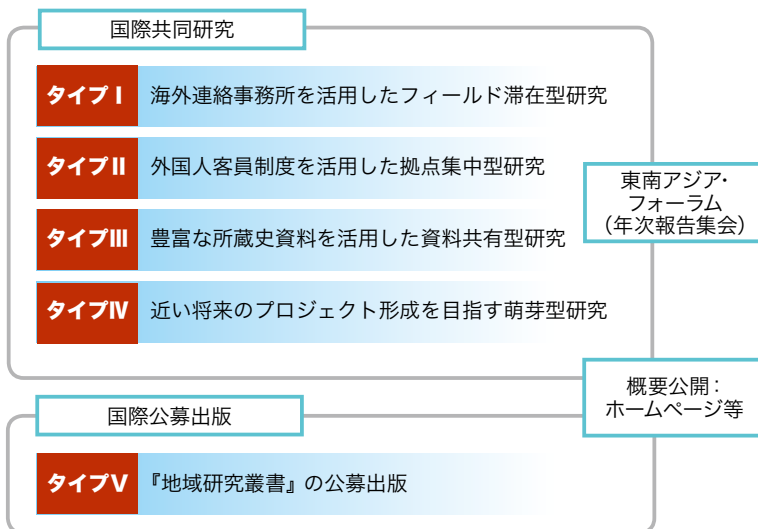 国際共同研究
タイプⅠ 海外連絡事務所を活用したフィールド滞在型研究
タイプⅡ 外国人客員制度を活用した拠点集中型研究
タイプⅢ 豊富な所蔵史資料を活用した資料共有型研究
タイプⅣ 近い将来のプロジェクト形成を目指す萌芽型研究
東南アジア・
フォーラム
（年次報告集会）
概要公開：
ホームページ等
国際公募出版
タイプⅤ 『地域研究叢書』の公募出版